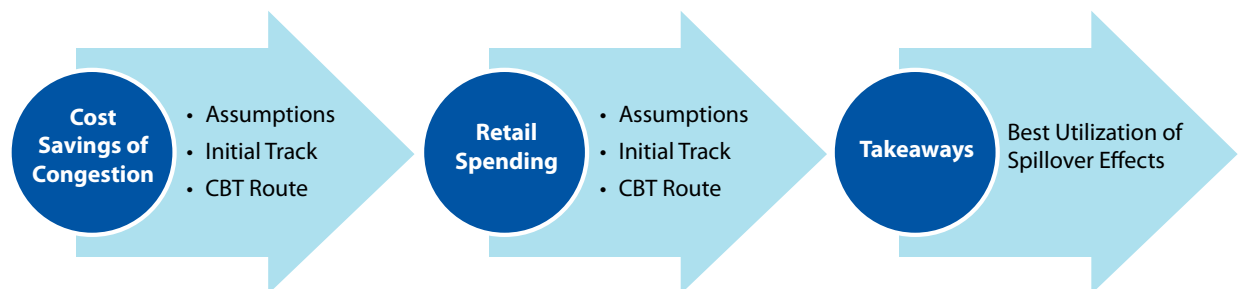 Cost
Savings of
Congestion
• Assumptions
• Initial Track
• CBT Route
Retail
Spending
• Assumptions
• Initial Track
• CBT Route
Takeaways
Best Utilization of
Spillover Effects